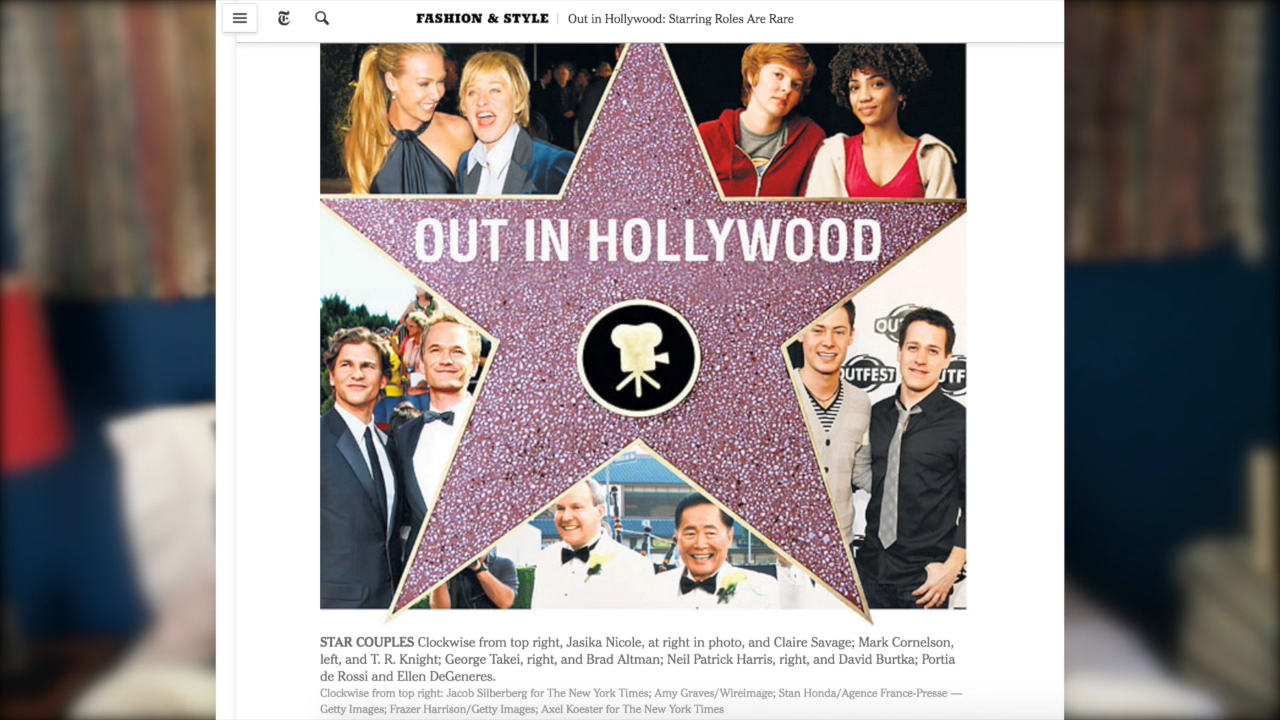 FASHION & STYLE | Out in Hollywood: Starring Roles Are Rare
OUT IN HOLLYWOOD
OUTFEST
STAR COUPLES Clockwise from top right, Jasika Nicole, at right in photo, and Claire Savage; Mark Cornelson,
left, and T. R. Knight; George Takei, right, and Brad Altman; Neil Patrick Harris, right, and David Burtka; Portia
de Rossi and Ellen DeGeneres.
Clockwise from top right: Jacob Silberberg for The New York Times; Amy Graves/Wireimage; Stan Honda/Agence France-Presse —
Getty Images; Frazer Harrison/Getty Images; Axel Koester for The New York Times